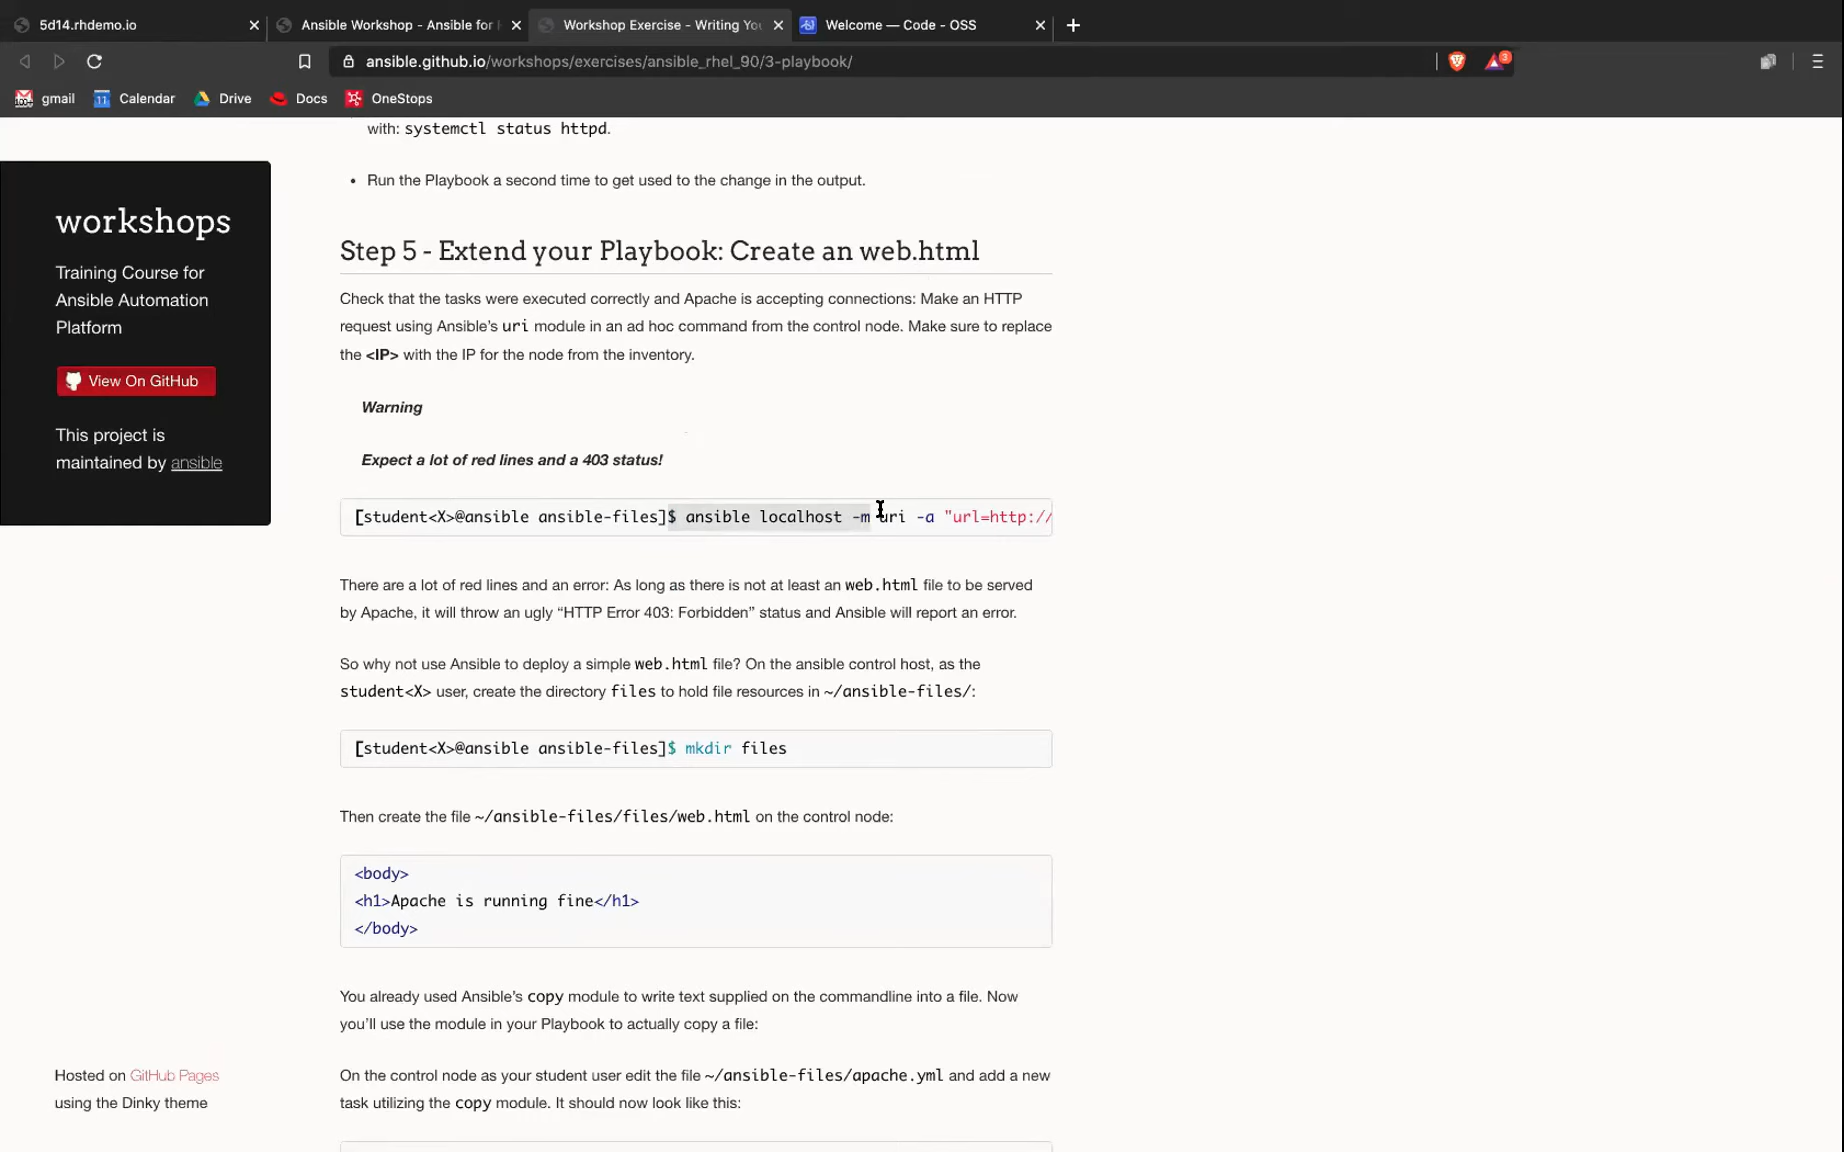 5d14.rhdemo.io
Ansible Workshop - Ansible for
Workshop Exercise - Writing You
Welcome — Code - OSS
ansible.github.io/workshops/exercises/ansible_rhel_90/3-playbook/
3
gmail
Calendar
Drive
Docs
OneStops
with: systemctl status httpd.
• Run the Playbook a second time to get used to the change in the output.
workshops
Training Course for
Ansible Automation
Platform
View On GitHub
This project is
maintained by ansible
Step 5 - Extend your Playbook: Create an web.html
Check that the tasks were executed correctly and Apache is accepting connections: Make an HTTP
request using Ansible’s uri module in an ad hoc command from the control node. Make sure to replace
the <IP> with the IP for the node from the inventory.
Warning
Expect a lot of red lines and a 403 status!
[student<X>@ansible ansible-files]$ ansible localhost -m uri -a "url=http://
There are a lot of red lines and an error: As long as there is not at least an web.html file to be served
by Apache, it will throw an ugly “HTTP Error 403: Forbidden” status and Ansible will report an error.
So why not use Ansible to deploy a simple web.html file? On the ansible control host, as the
student<X> user, create the directory files to hold file resources in ~/ansible-files/:
[student<X>@ansible ansible-files]$ mkdir files
Then create the file ~/ansible-files/files/web.html on the control node:
<body>
<h1>Apache is running fine</h1>
</body>
You already used Ansible’s copy module to write text supplied on the commandline into a file. Now
you’ll use the module in your Playbook to actually copy a file:
On the control node as your student user edit the file ~/ansible-files/apache.yml and add a new
task utilizing the copy module. It should now look like this:
Hosted on GitHub Pages
using the Dinky theme